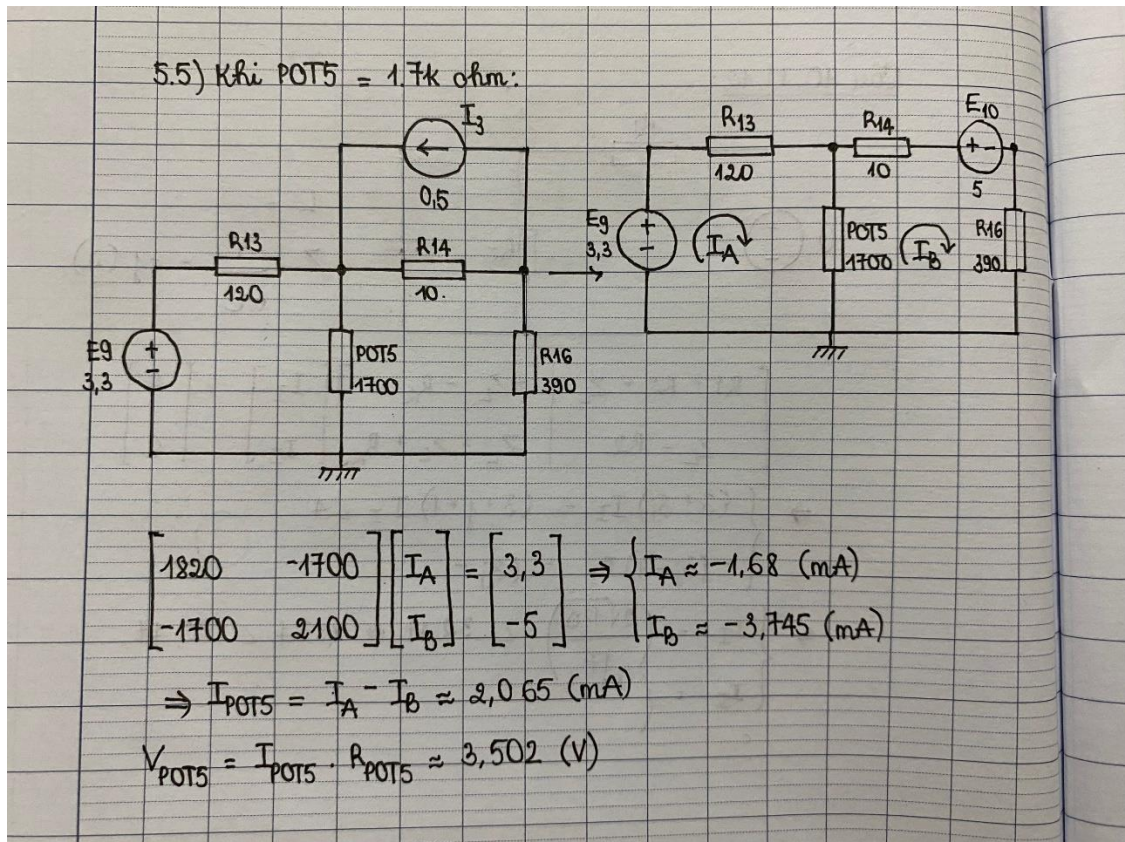 5.5) Khi POT5 = 1.7k ohm:
I3
0,5
R13
120
R14
10.
E9
+
-
3,3
POT5
1700
R16
390
R13
120
R14
10
E10
+ -
5
E9
+
-
3,3
IA
POT5
1700
IB
R16
390
[1820 -1700] [IA] = [3,3] ⇒ { IA ≈ -1,68 (mA)
[-1700 2100] [IB] [-5] { IB ≈ -3,745 (mA)
⇒ IPOT5 = IA - IB ≈ 2,065 (mA)
VPOT5 = IPOT5 . RPOT5 ≈ 3,502 (V)